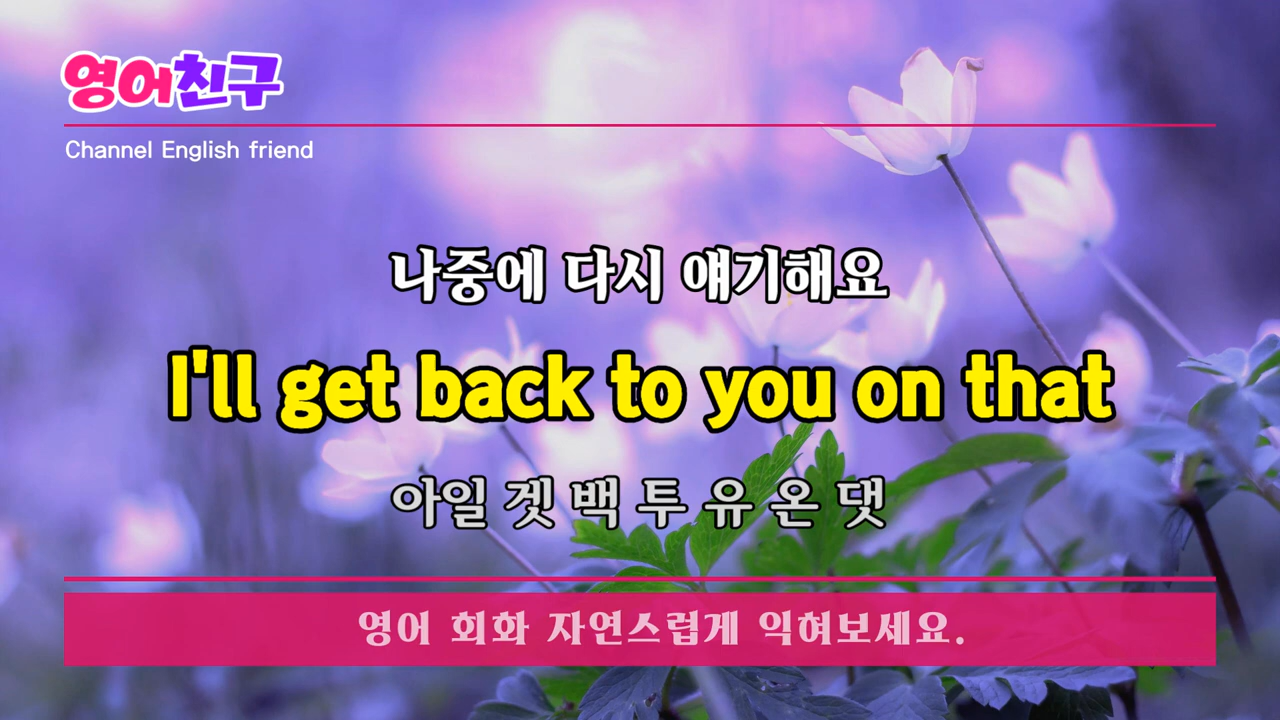 영어친구
Channel English friend
나중에 다시 얘기해요
I'll get back to you on that
아일 겟 백 투 유 온 댓
영어 회화 자연스럽게 익혀보세요.